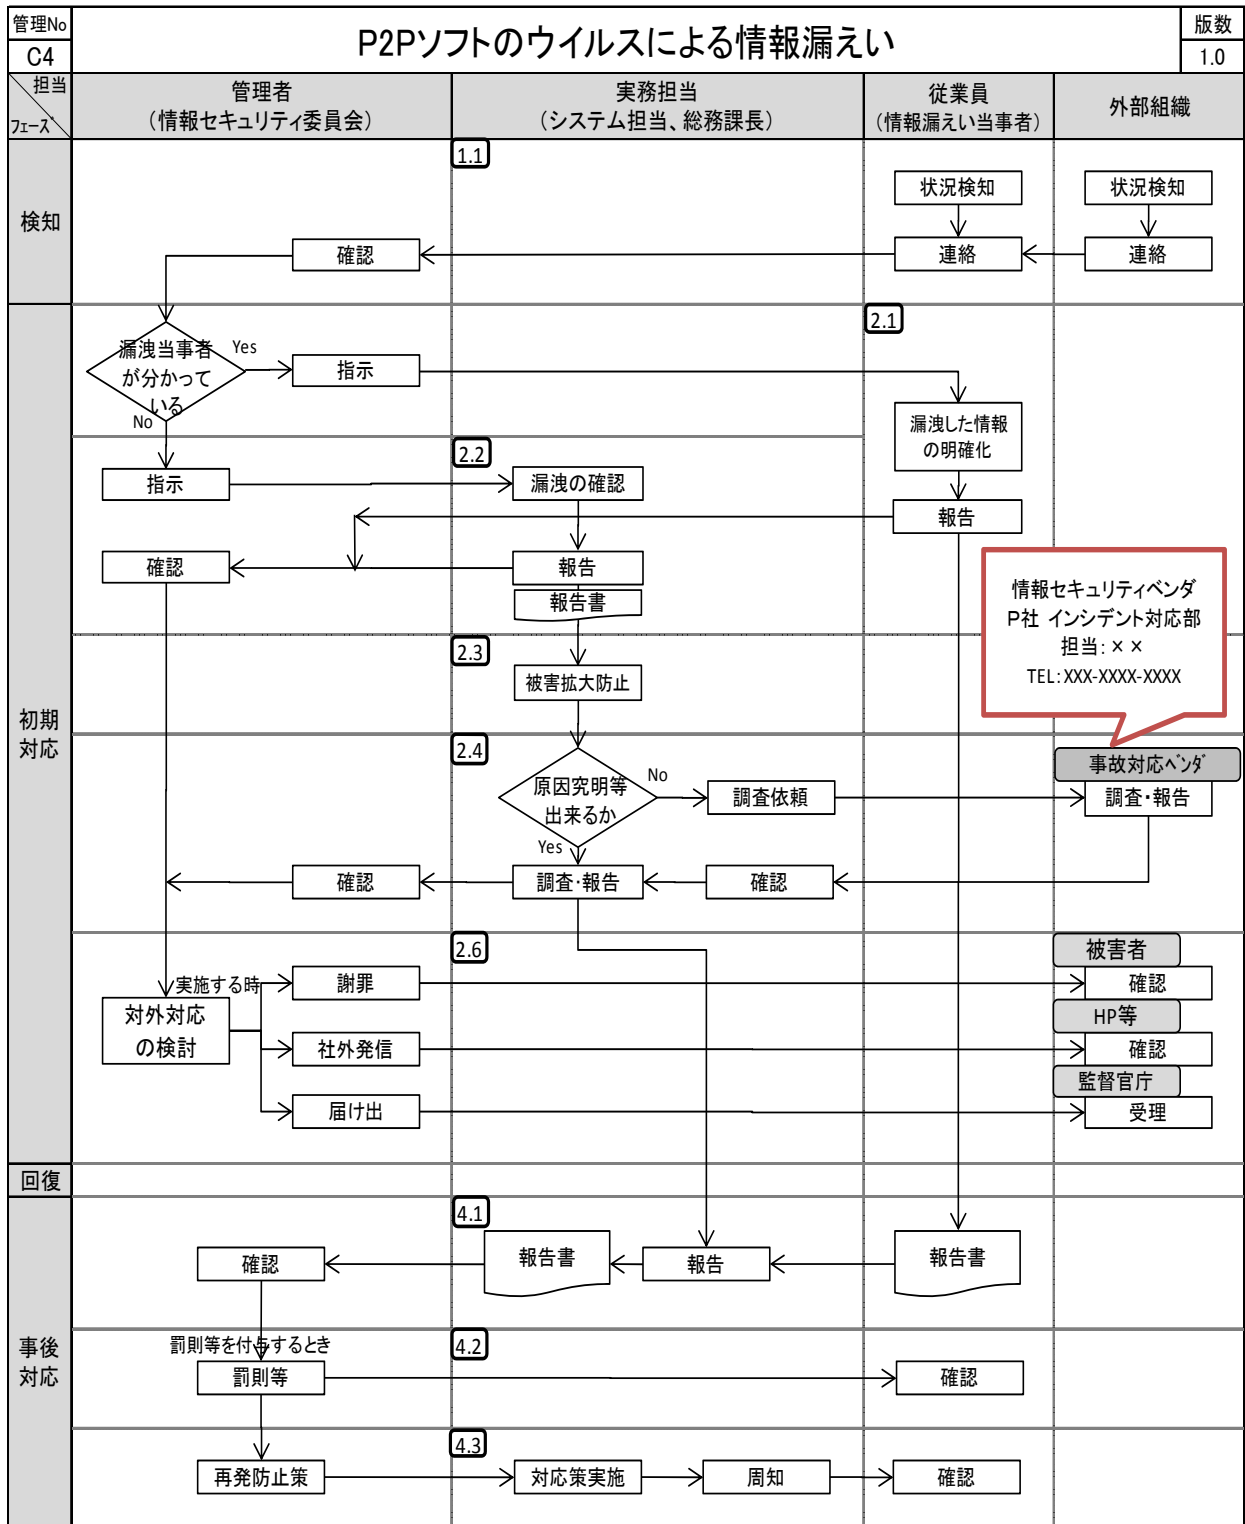 管理No
C4
P2Pソフトのウイルスによる情報漏えい
版数
1.0
担当
フェーズ
管理者
（情報セキュリティ委員会）
実務担当
（システム担当、総務課長）
従業員
（情報漏えい当事者）
外部組織
検知
1.1
状況検知
状況検知
確認
連絡
連絡
初期
対応
2.1
漏洩当事者
が分かって
いる
Yes
No
指示
漏洩した情報
の明確化
2.2
指示
漏洩の確認
報告
確認
報告
報告書
情報セキュリティベンダ
P社 インシデント対応部
担当：××
TEL：XXX-XXXX-XXXX
2.3
被害拡大防止
2.4
原因究明等
出来るか
No
Yes
調査依頼
事故対応ベンダ
調査・報告
確認
調査・報告
確認
2.6
被害者
実施する時
謝罪
確認
対外対応
の検討
HP等
社外発信
確認
監督官庁
届け出
受理
回復
事後
対応
4.1
確認
報告書
報告
報告書
4.2
罰則等を付与するとき
罰則等
確認
4.3
再発防止策
対応策実施
周知
確認